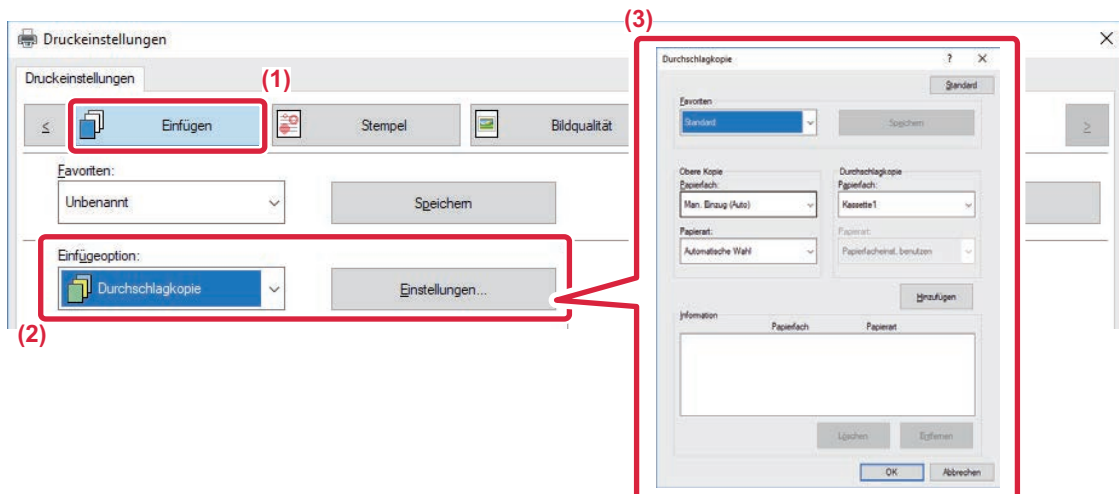 (3)
Druckeinstellungen
Druckeinstellungen
(1)
< Einfügen Stempel Bildqualität >
Favoriten:
Unbenannt Speichern
Einfügeoption:
Durchschlagkopie Einstellungen...
(2)
Durchschlagkopie ? ×
Standard
Favoriten
Standard Speichern
Obere Kopie Durchschlagkopie
Papierfach: Papierfach:
Man. Einzug (Auto) Kassette1
Papierart: Papierart:
Automatische Wahl Papierfacheinst. benutzen
Hinzufügen
Information
Papierfach Papierart
Löschen Entfernen
OK Abbrechen